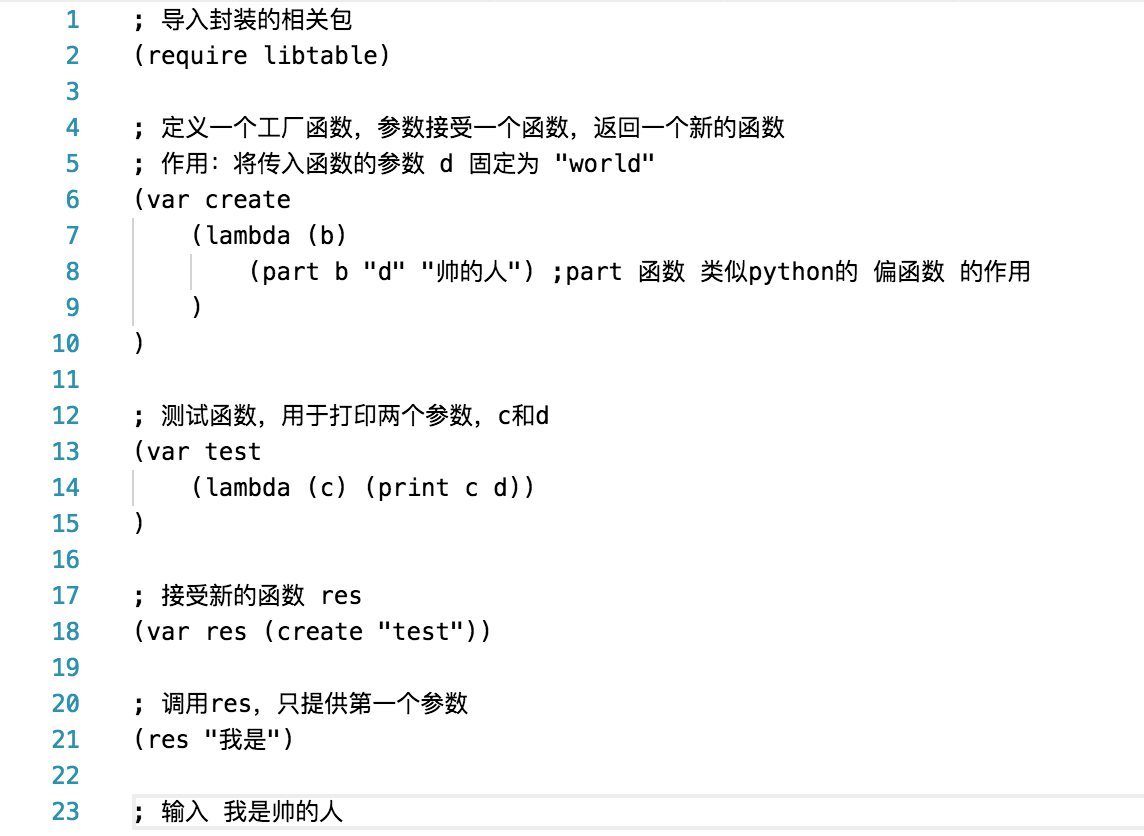 1 ; 导入封装的相关包
2 (require libtable)
3
4 ; 定义一个工厂函数，参数接受一个函数，返回一个新的函数
5 ; 作用：将传入函数的参数 d 固定为 "world"
6 (var create
7     (lambda (b)
8         (part b "d" "帅的人") ;part 函数 类似python的 偏函数 的作用
9     )
10 )
11
12 ; 测试函数，用于打印两个参数，c和d
13 (var test
14     (lambda (c) (print c d))
15 )
16
17 ; 接受新的函数 res
18 (var res (create "test"))
19
20 ; 调用res，只提供第一个参数
21 (res "我是")
22
23 ; 输入 我是帅的人